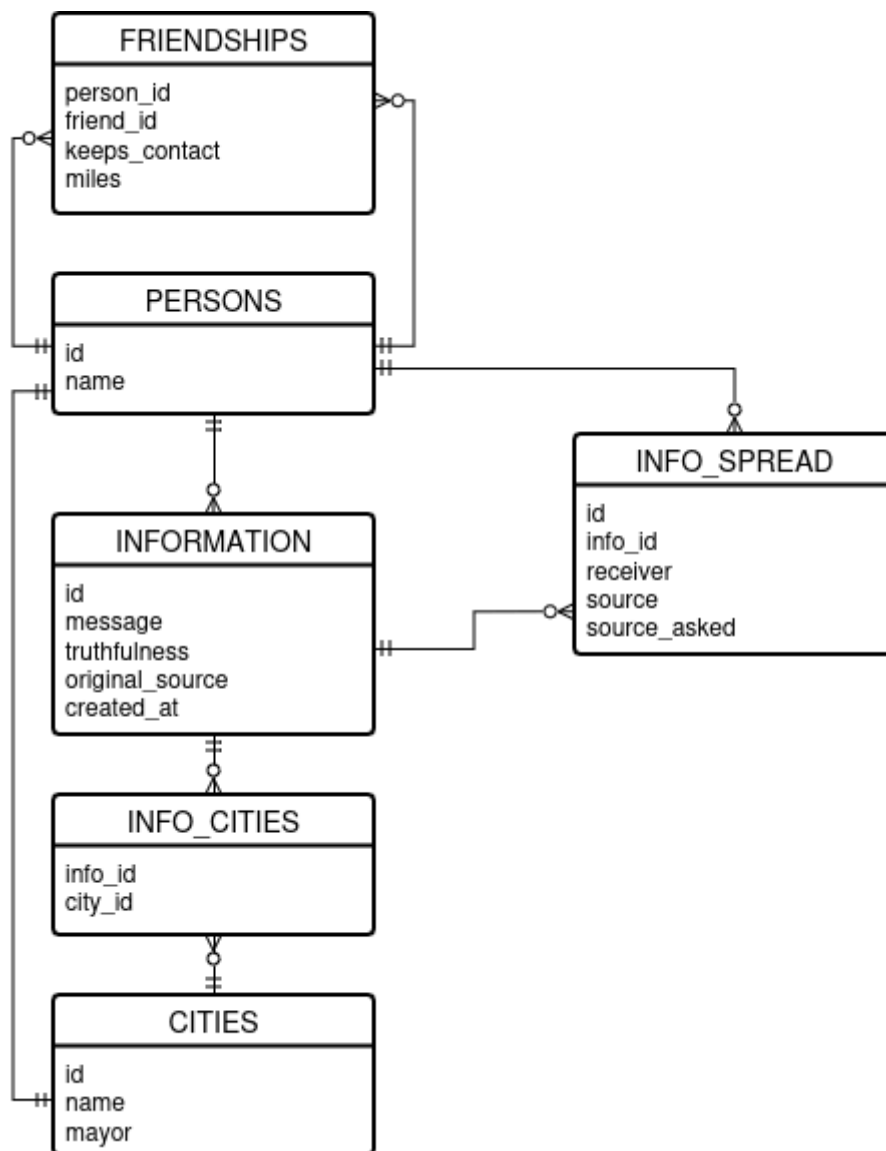 FRIENDSHIPS
person_id
friend_id
keeps_contact
miles
PERSONS
id
name
INFO_SPREAD
id
info_id
receiver
source
source_asked
INFORMATION
id
message
truthfulness
original_source
created_at
INFO_CITIES
info_id
city_id
CITIES
id
name
mayor